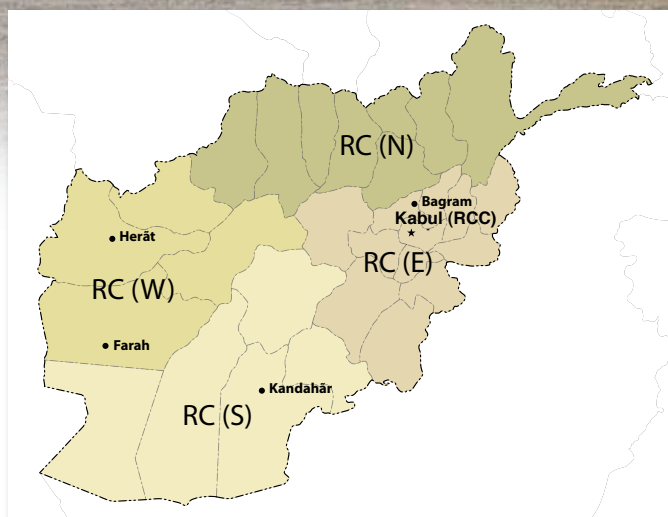 RC (N)
Bagram
Kabul (RCC)
Herāt
RC (E)
RC (W)
Farah
Kandahār
RC (S)